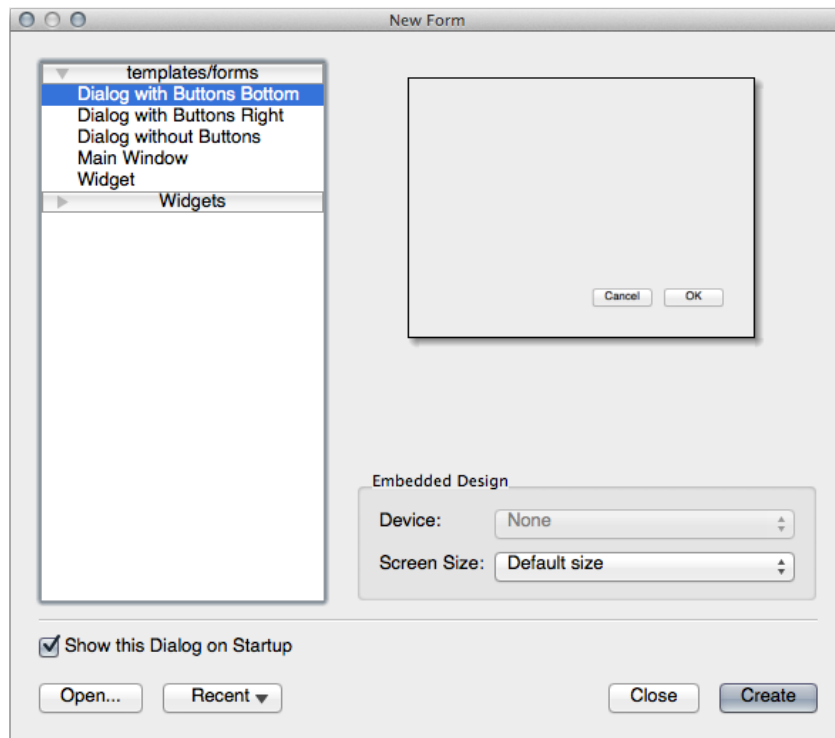 New Form
templates/forms
Dialog with Buttons Bottom
Dialog with Buttons Right
Dialog without Buttons
Main Window
Widget
Widgets
Cancel
OK
Embedded Design
Device:
None
Screen Size:
Default size
Show this Dialog on Startup
Open...
Recent
Close
Create